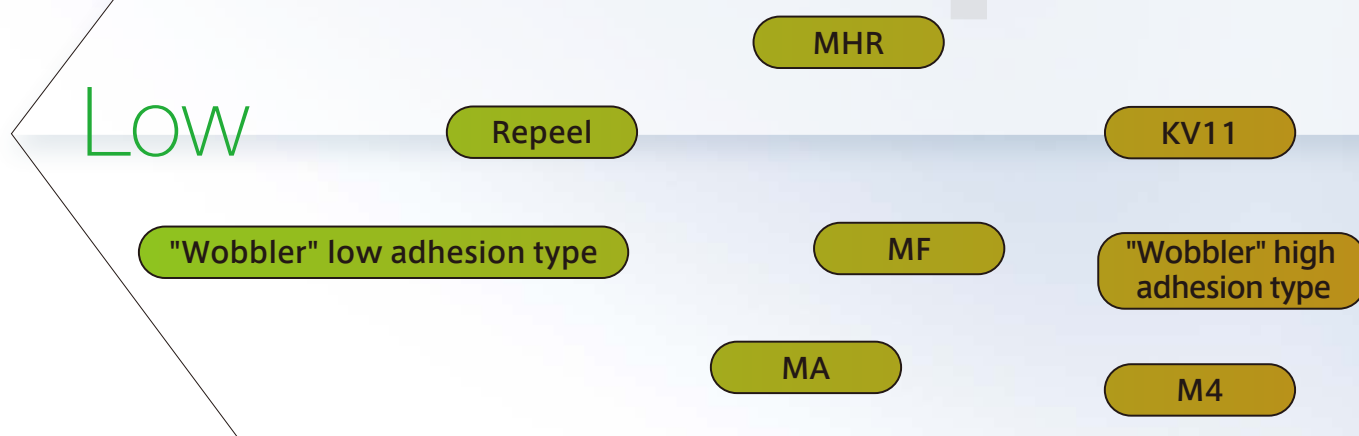 MHR
Low
Repeel
KV11
"Wobbler" low adhesion type
MF
"Wobbler" high
adhesion type
MA
M4